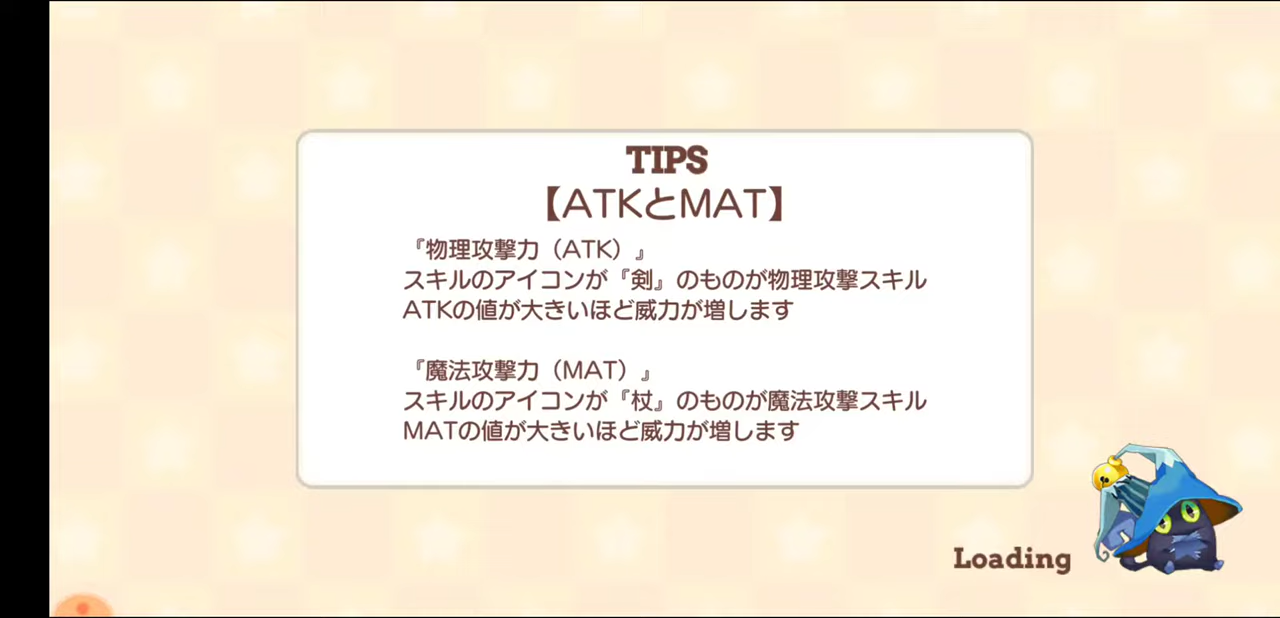 TIPS
【ATKとMAT】
『物理攻撃力（ATK）』
スキルのアイコンが『剣』のものが物理攻撃スキル
ATKの値が大きいほど威力が増します
『魔法攻撃力（MAT）』
スキルのアイコンが『杖』のものが魔法攻撃スキル
MATの値が大きいほど威力が増します
Loading